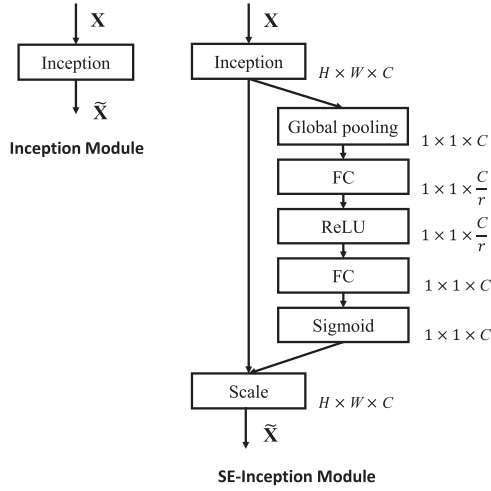 X
Inception
X̃
Inception Module
X
Inception
H × W × C
Global pooling
1 × 1 × C
FC
1 × 1 × C/r
ReLU
1 × 1 × C/r
FC
1 × 1 × C
Sigmoid
1 × 1 × C
Scale
H × W × C
X̃
SE-Inception Module